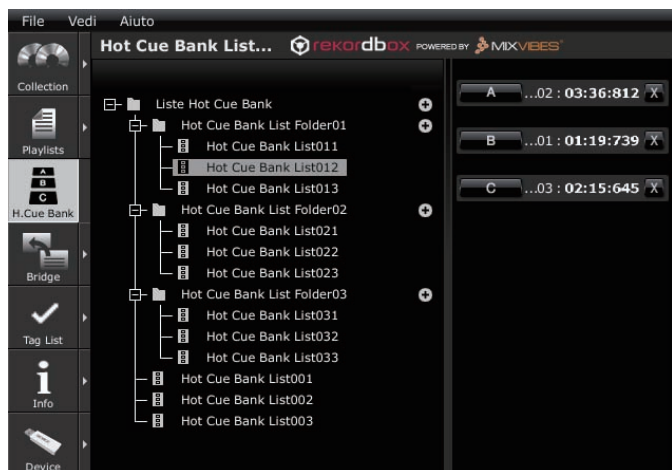 File Vedi Aiuto
Hot Cue Bank List... rekordbox POWERED BY MIXVIBES
Collection
Playlists
A
B
C
H.Cue Bank
Bridge
Tag List
i
Info
Device
Liste Hot Cue Bank
Hot Cue Bank List Folder01
Hot Cue Bank List011
Hot Cue Bank List012
Hot Cue Bank List013
Hot Cue Bank List Folder02
Hot Cue Bank List021
Hot Cue Bank List022
Hot Cue Bank List023
Hot Cue Bank List Folder03
Hot Cue Bank List031
Hot Cue Bank List032
Hot Cue Bank List033
Hot Cue Bank List001
Hot Cue Bank List002
Hot Cue Bank List003
A ...02 : 03:36:812 X
B ...01 : 01:19:739 X
C ...03 : 02:15:645 X